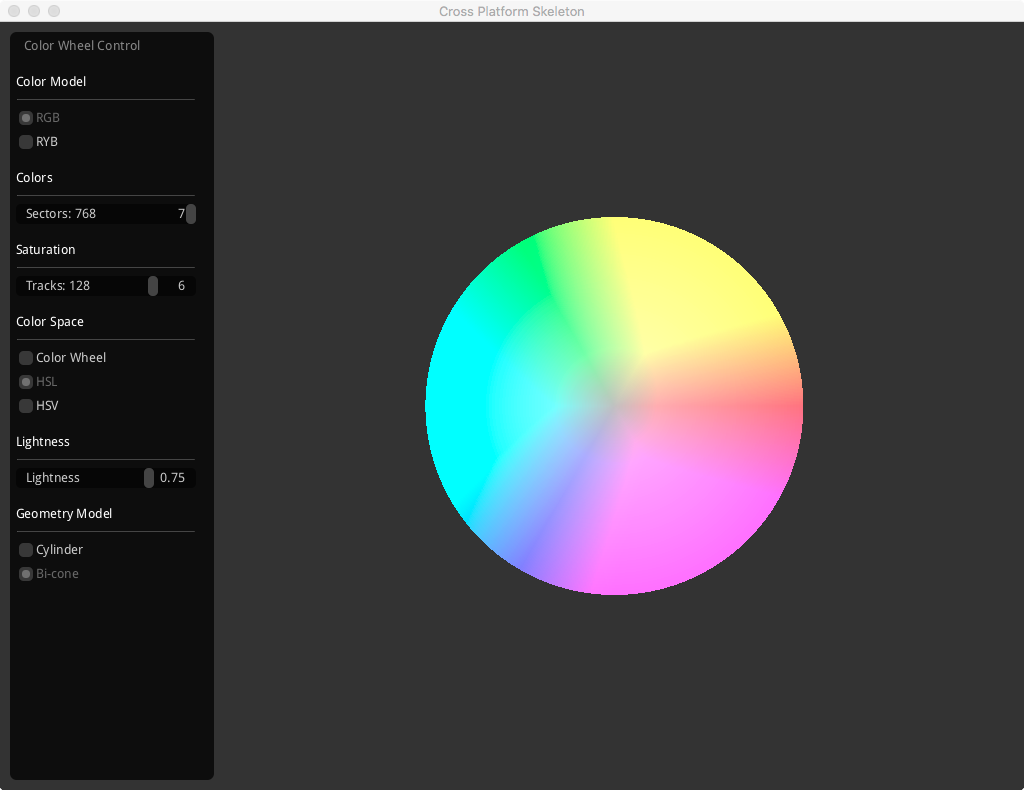 Cross Platform Skeleton
Color Wheel Control
Color Model
RGB
RYB
Colors
Sectors: 768 7
Saturation
Tracks: 128 6
Color Space
Color Wheel
HSL
HSV
Lightness
Lightness 0.75
Geometry Model
Cylinder
Bi-cone